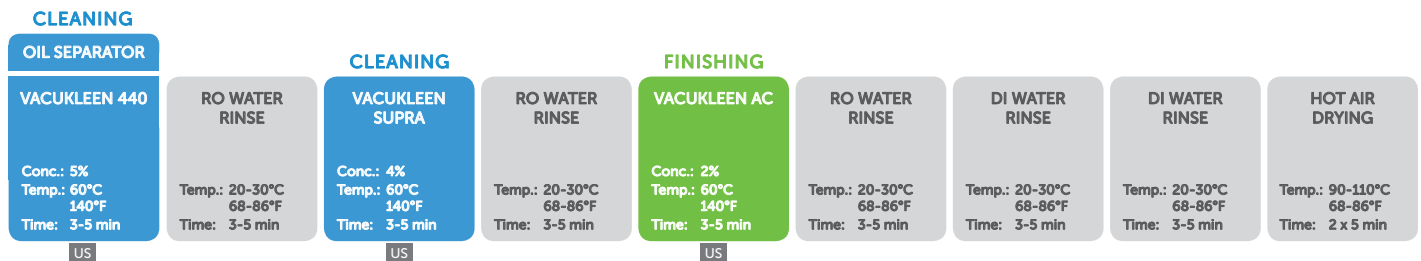 CLEANING
OIL SEPARATOR
VACUKLEEN 440
Conc.: 5%
Temp.: 60°C
140°F
Time: 3-5 min
US
RO WATER
RINSE
Temp.: 20-30°C
68-86°F
Time: 3-5 min
CLEANING
VACUKLEEN
SUPRA
Conc.: 4%
Temp.: 60°C
140°F
Time: 3-5 min
US
RO WATER
RINSE
Temp.: 20-30°C
68-86°F
Time: 3-5 min
FINISHING
VACUKLEEN AC
Conc.: 2%
Temp.: 60°C
140°F
Time: 3-5 min
US
RO WATER
RINSE
Temp.: 20-30°C
68-86°F
Time: 3-5 min
DI WATER
RINSE
Temp.: 20-30°C
68-86°F
Time: 3-5 min
DI WATER
RINSE
Temp.: 20-30°C
68-86°F
Time: 3-5 min
HOT AIR
DRYING
Temp.: 90-110°C
68-86°F
Time: 2 x 5 min